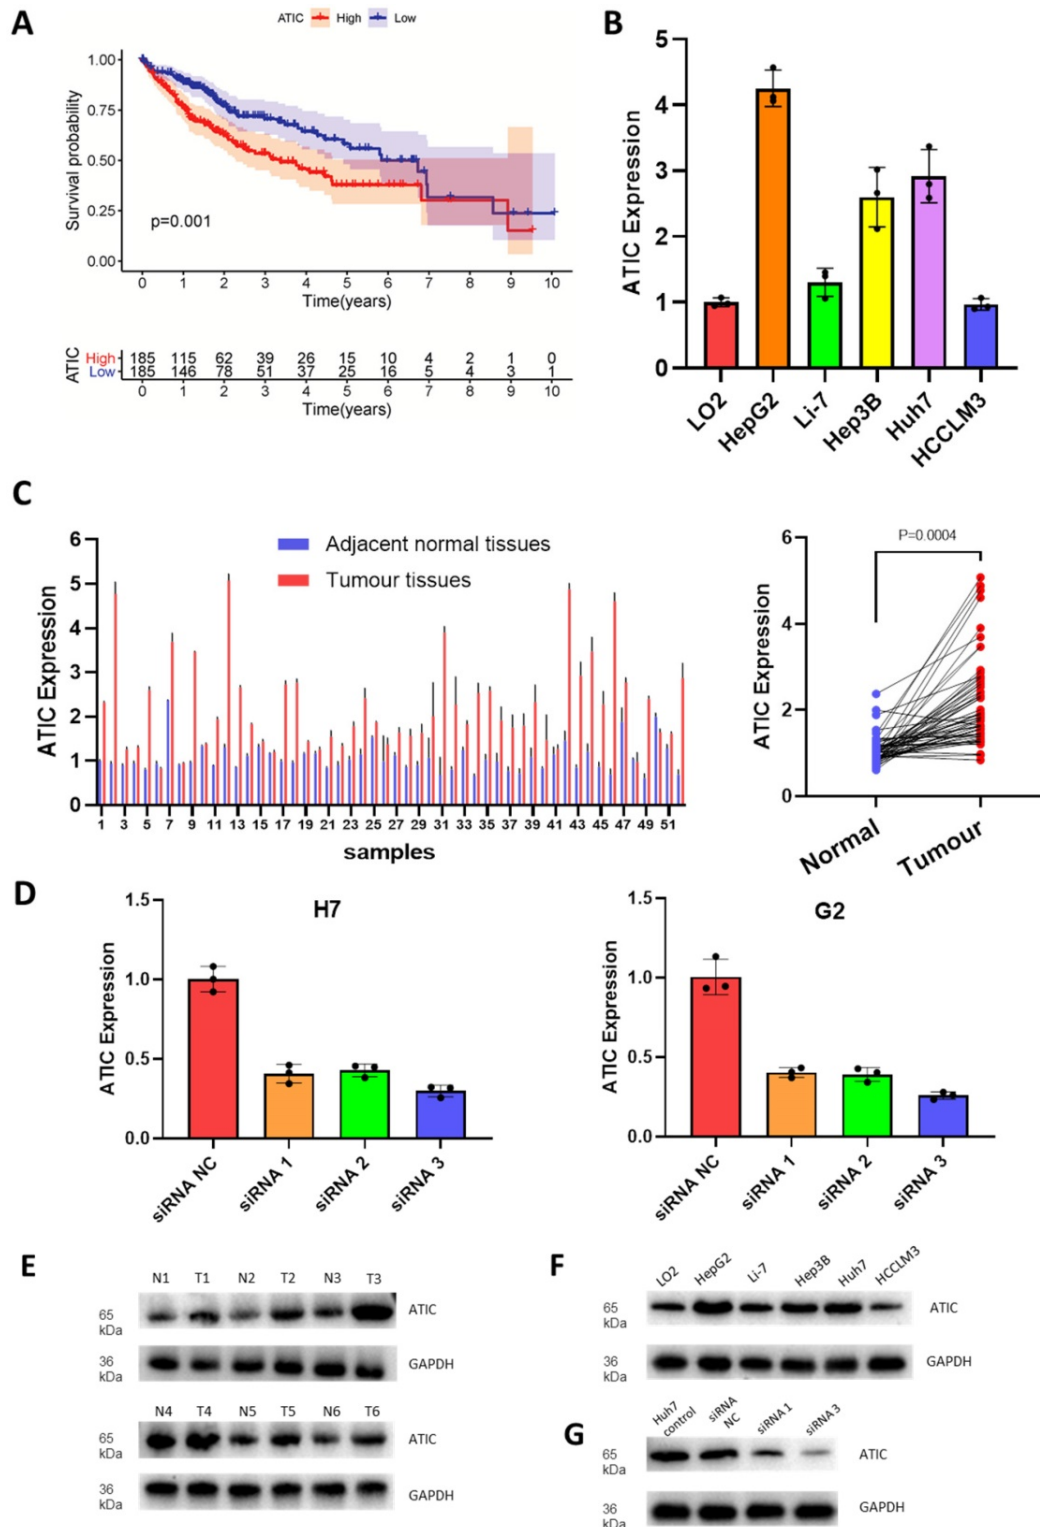 A
ATIC High Low
Survival probability
1.00
0.75
0.50
0.25
0.00
p=0.001
0 1 2 3 4 5 6 7 8 9 10
Time(years)
ATIC
High 185 115 62 39 26 15 10 4 2 1 0
Low 185 146 78 51 37 25 16 5 4 3 1
0 1 2 3 4 5 6 7 8 9 10
Time(years)
B
ATIC Expression
5
4
3
2
1
0
LO2 HepG2 Li-7 Hep3B Huh7 HCCLM3
C
ATIC Expression
6
5
4
3
2
1
0
Adjacent normal tissues
Tumour tissues
1 3 5 7 9 11 13 15 17 19 21 23 25 27 29 31 33 35 37 39 41 43 45 47 49 51
samples
ATIC Expression
6
4
2
0
P=0.0004
Normal Tumour
D
H7
ATIC Expression
1.5
1.0
0.5
0.0
siRNA NC siRNA 1 siRNA 2 siRNA 3
G2
ATIC Expression
1.5
1.0
0.5
0.0
siRNA NC siRNA 1 siRNA 2 siRNA 3
E
N1 T1 N2 T2 N3 T3
65
kDa
ATIC
36
kDa
GAPDH
N4 T4 N5 T5 N6 T6
65
kDa
ATIC
36
kDa
GAPDH
F
LO2 HepG2 Li-7 Hep3B Huh7 HCCLM3
65
kDa
ATIC
36
kDa
GAPDH
G
Huh7
control
siRNA
NC
siRNA 1
siRNA 3
65
kDa
ATIC
36
kDa
GAPDH